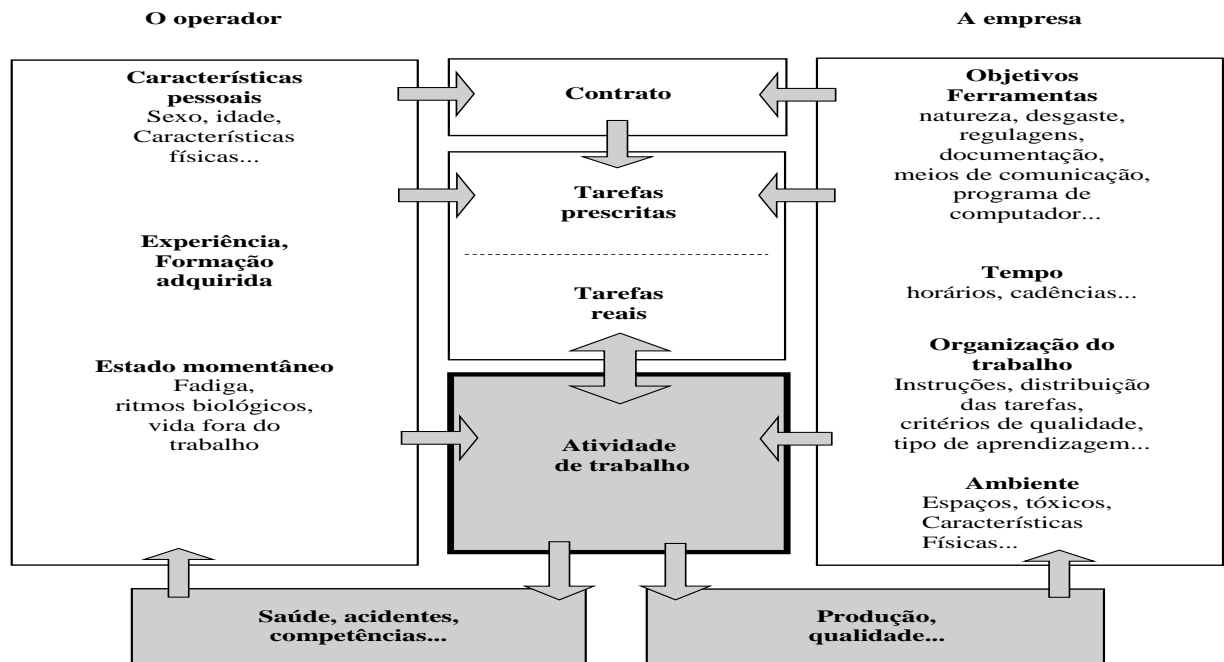 O operador
A empresa
Características
pessoais
Sexo, idade,
Características
físicas...
Experiência,
Formação
adquirida
Estado momentâneo
Fadiga,
ritmos biológicos,
vida fora do
trabalho
Contrato
Tarefas
prescritas
Tarefas
reais
Atividade
de trabalho
Objetivos
Ferramentas
natureza, desgaste,
regulagens,
documentação,
meios de comunicação,
programa de
computador...
Tempo
horários, cadências...
Organização do
trabalho
Instruções, distribuição
das tarefas,
critérios de qualidade,
tipo de aprendizagem...
Ambiente
Espaços, tóxicos,
Características
Físicas...
Saúde, acidentes,
competências...
Produção,
qualidade...